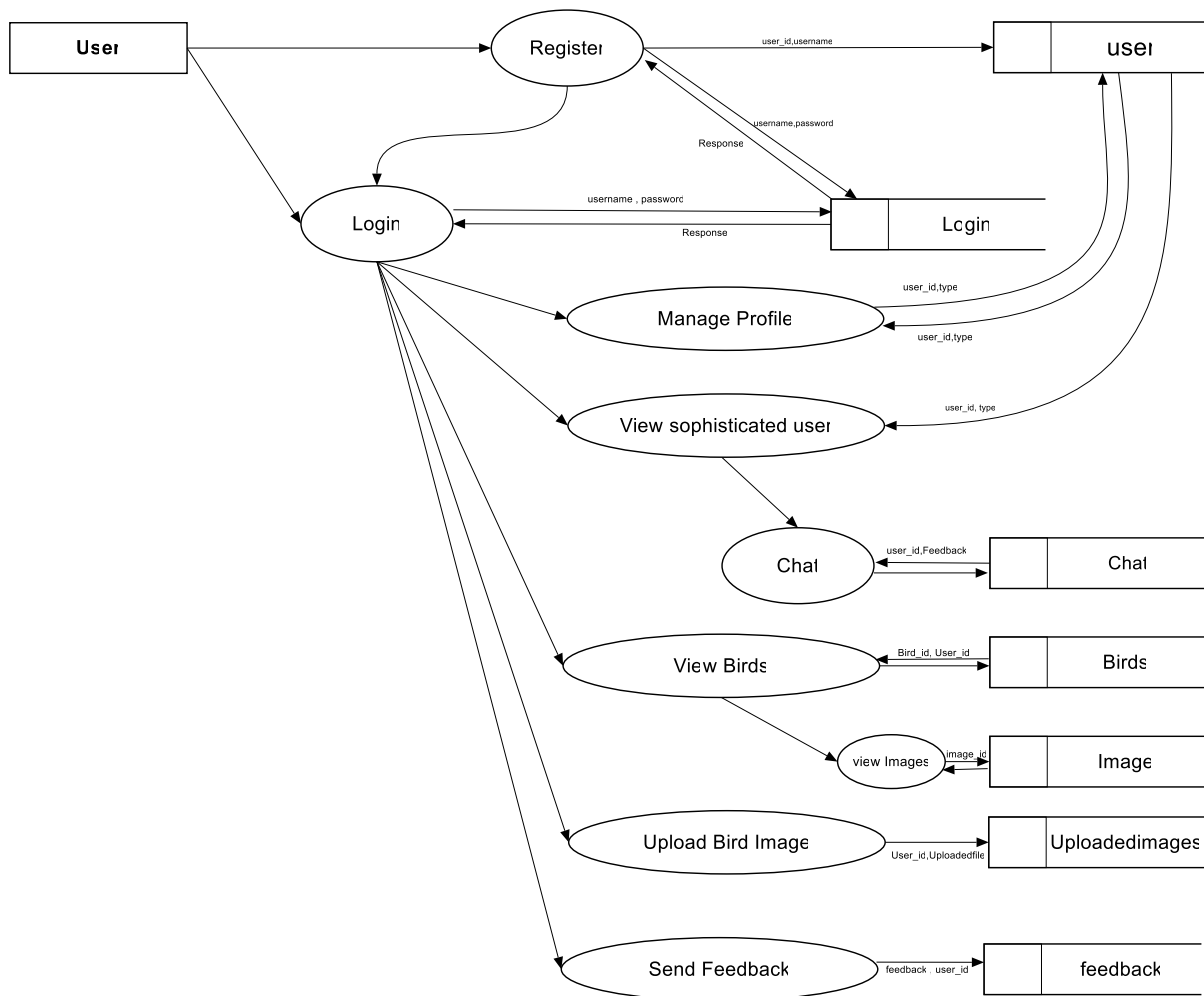 User
Register
user_id,username
user
username,password
Response
Login
username , password
Response
Login
Manage Profile
user_id,type
user_id,type
View sophisticated user
user_id, type
Chat
user_id,Feedback
Chat
View Birds
Bird_id, User_id
Birds
view Images
image_id
Image
Upload Bird Image
User_id,Uploadedfile
Uploadedimages
Send Feedback
feedback , user_id
feedback